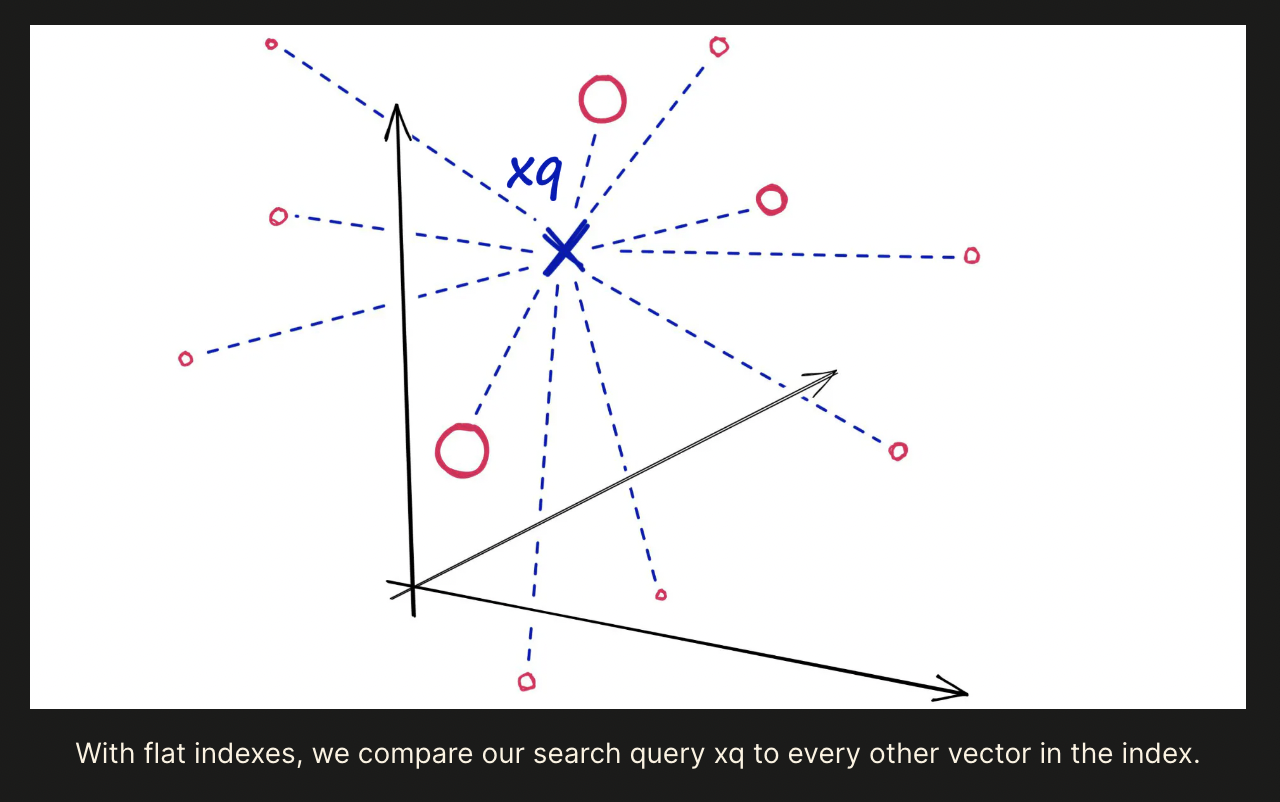 xq
With flat indexes, we compare our search query xq to every other vector in the index.